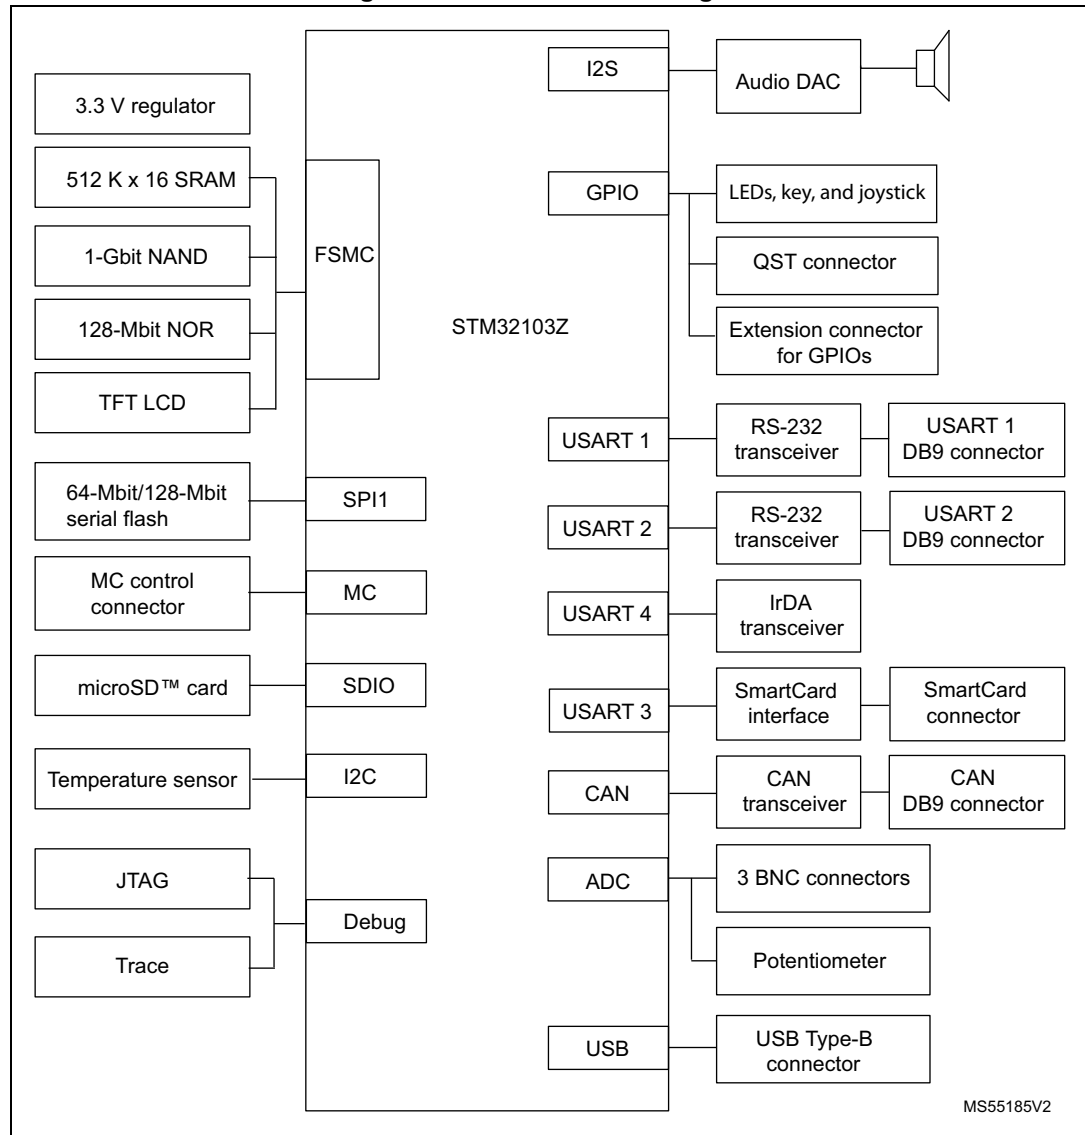 3.3 V regulator
512 K x 16 SRAM
1-Gbit NAND
128-Mbit NOR
TFT LCD
64-Mbit/128-Mbit
serial flash
MC control
connector
microSD™ card
Temperature sensor
JTAG
Trace
FSMC
SPI1
MC
SDIO
I2C
Debug
STM32103Z
I2S
GPIO
USART 1
USART 2
USART 4
USART 3
CAN
ADC
USB
Audio DAC
LEDs, key, and joystick
QST connector
Extension connector
for GPIOs
RS-232
transceiver
USART 1
DB9 connector
RS-232
transceiver
USART 2
DB9 connector
IrDA
transceiver
SmartCard
interface
SmartCard
connector
CAN
transceiver
CAN
DB9 connector
3 BNC connectors
Potentiometer
USB Type-B
connector
MS55185V2